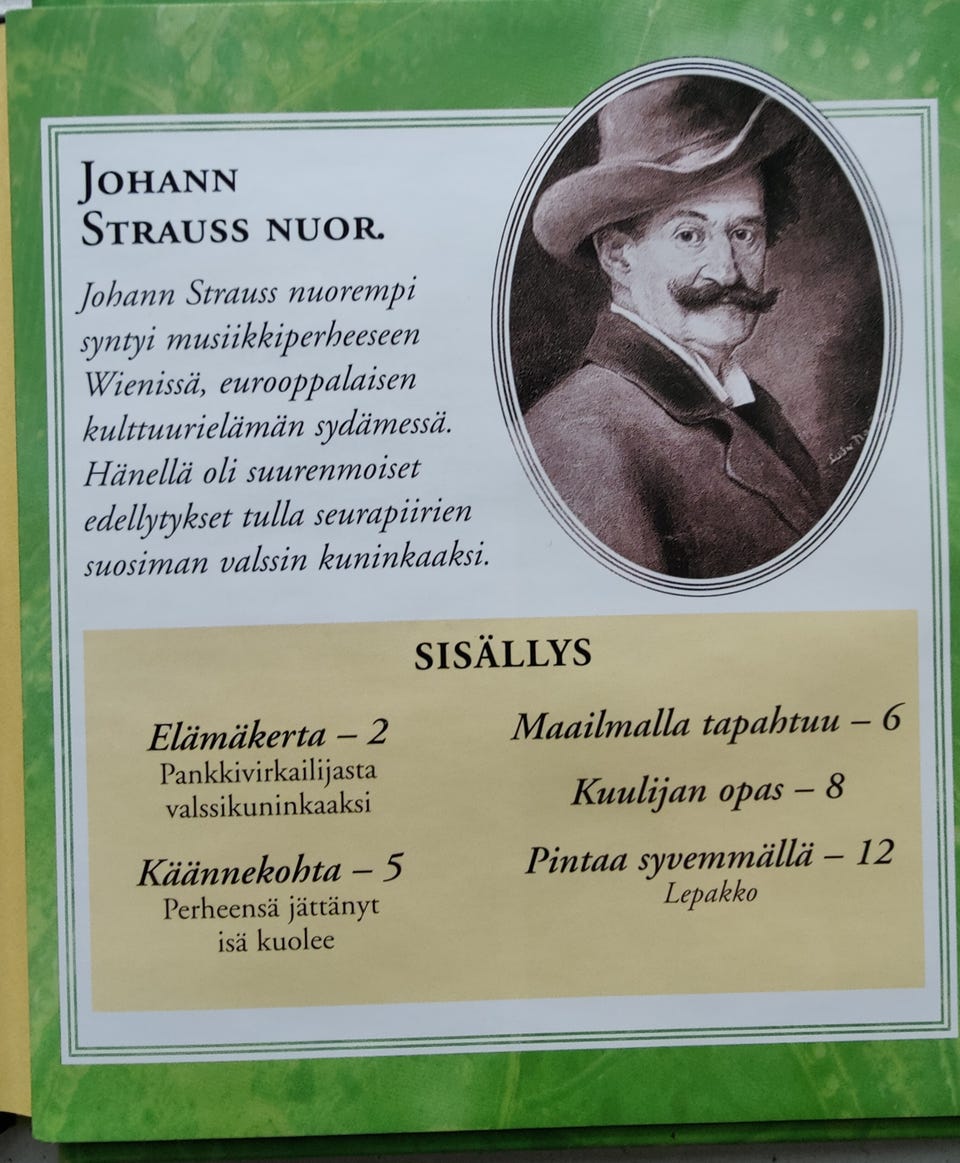 JOHANN
STRAUSS NUOR.
Johann Strauss nuorempi
syntyi musiikkiperheeseen
Wienissä, eurooppalaisen
kulttuurielämän sydämessä.
Hänellä oli suurenmoiset
edellytykset tulla seurapiirien
suosiman valssin kuninkaaksi.
SISÄLLYS
Elämäkerta – 2
Pankkivirkailijasta
valssikuninkaaksi
Käännekohta – 5
Perheensä jättänyt
isä kuolee
Maailmalla tapahtuu – 6
Kuulijan opas – 8
Pintaa syvemmällä – 12
Lepakko